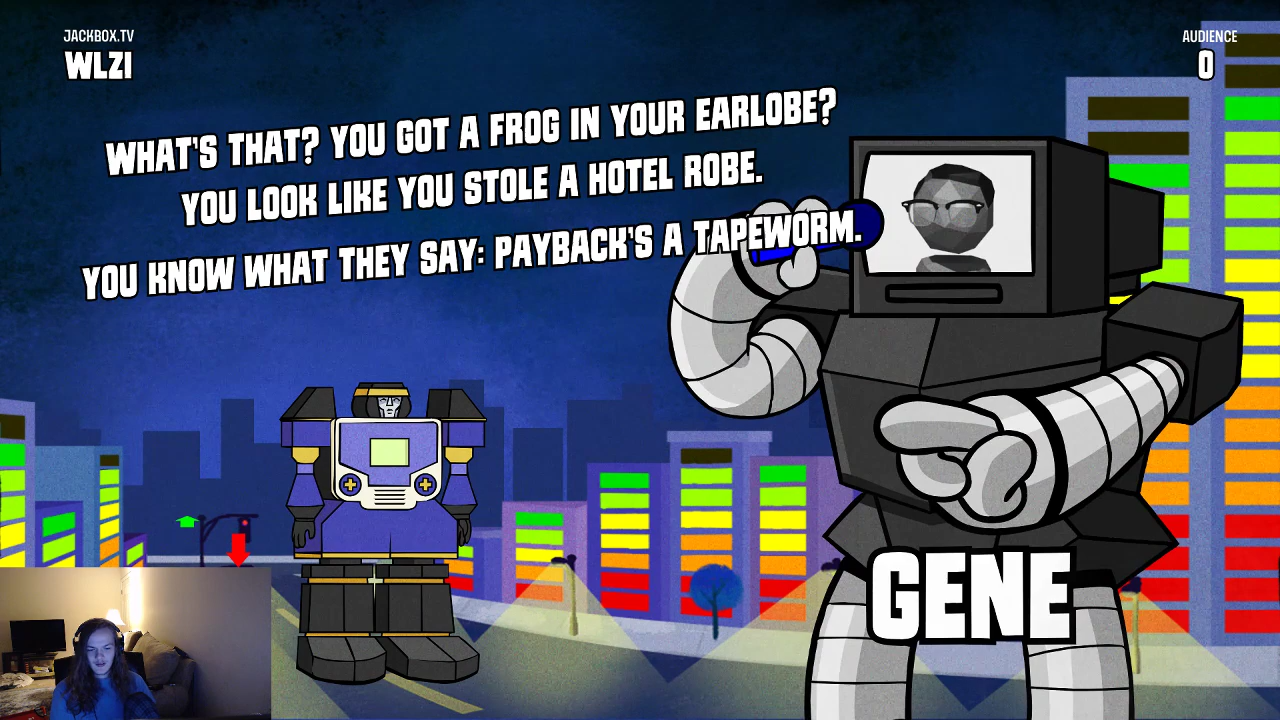 JACKBOX.TV
WLZI
AUDIENCE
0
WHAT'S THAT? YOU GOT A FROG IN YOUR EARLOBE?
YOU LOOK LIKE YOU STOLE A HOTEL ROBE.
YOU KNOW WHAT THEY SAY: PAYBACK'S A TAPEWORM.
GENE